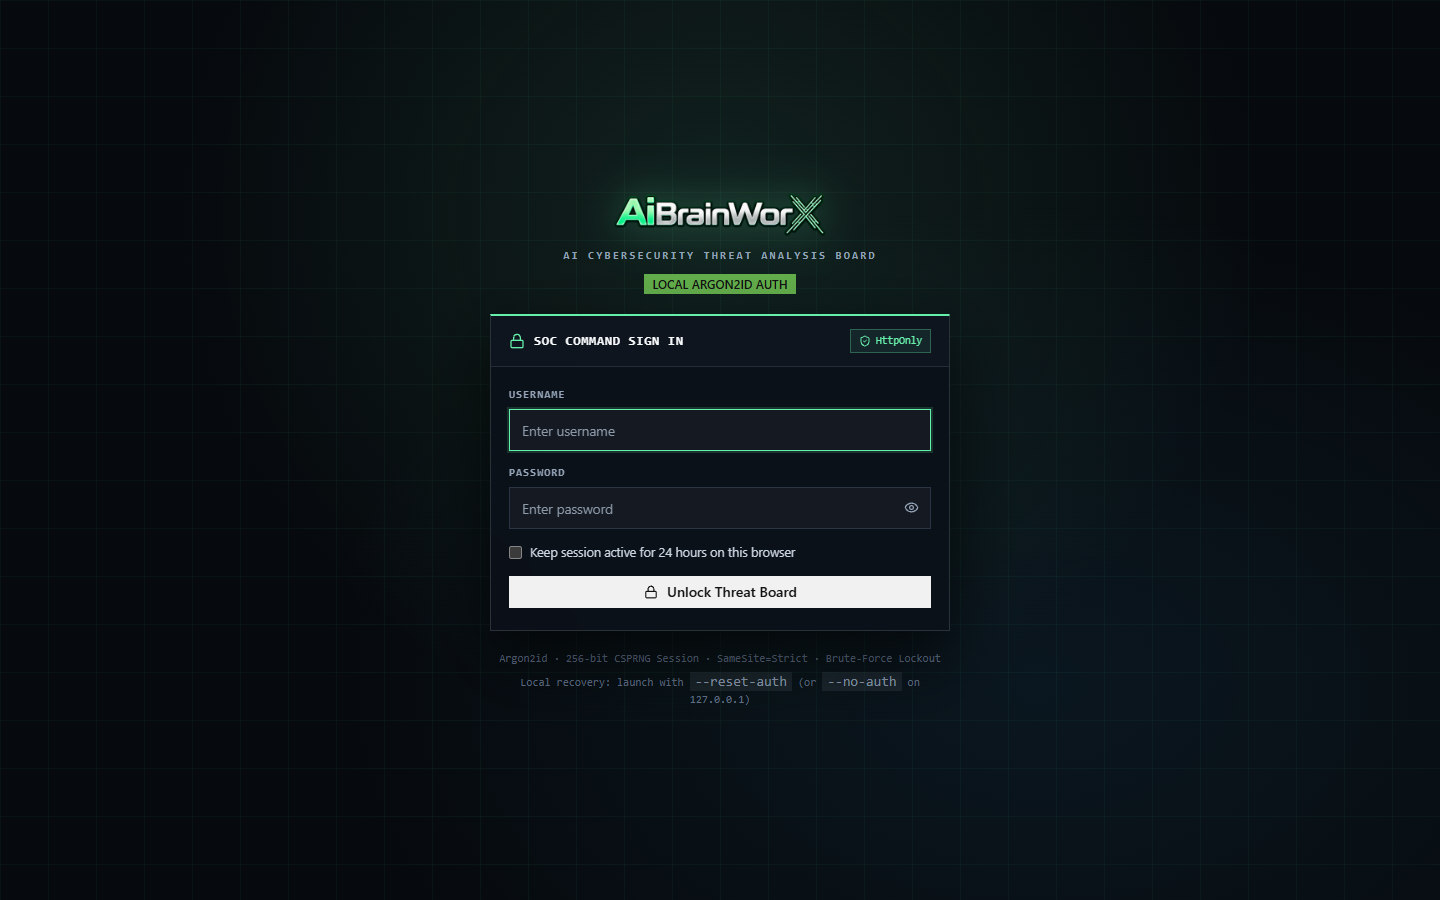 AiBrainWorX
AI CYBERSECURITY THREAT ANALYSIS BOARD
LOCAL ARGON2ID AUTH
SOC COMMAND SIGN IN
HttpOnly
USERNAME
Enter username
PASSWORD
Enter password
Keep session active for 24 hours on this browser
Unlock Threat Board
Argon2id · 256-bit CSPRNG Session · SameSite=Strict · Brute-Force Lockout
Local recovery: launch with --reset-auth (or --no-auth on
127.0.0.1)